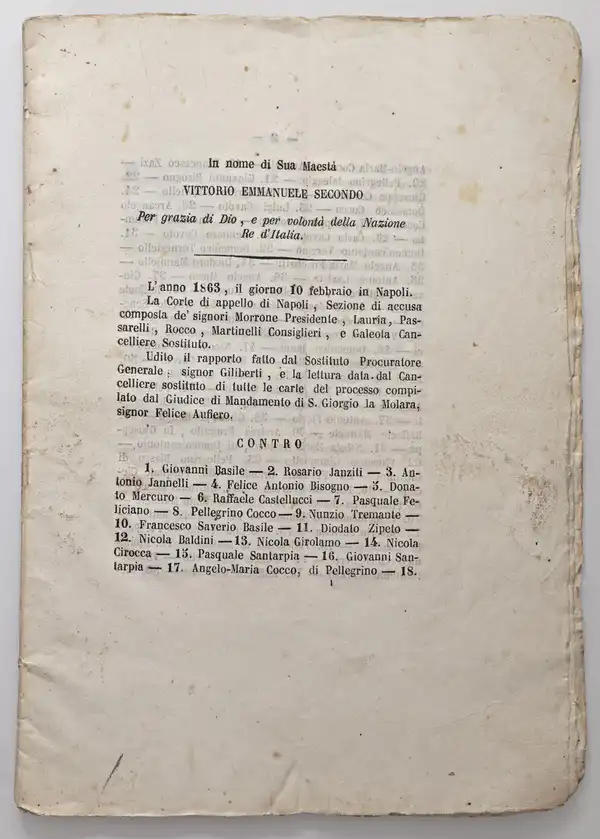 In nome di Sua Maestà
VITTORIO EMMANUELE SECONDO
Per grazia di Dio, e per volontà della Nazione
Re d'Italia.
L'anno 1863, il giorno 10 febbraio in Napoli.
La Corte di appello di Napoli, Sezione di accusa
composta de' signori Morrone Presidente, Lauria, Pas-
sarelli, Rocco, Martinelli Consiglieri, e Galeota Can-
celliere Sostituto.
Udito il rapporto fatto dal Sostituto Procuratore
Generale, signor Giliberti, e la lettura data dal Can-
celliere sostituto di tutte le carte del processo compi-
lato dal Giudice di Mandamento di S. Giorgio la Molara,
signor Felice Aufiero.
CONTRO
1. Giovanni Basile — 2. Rosario Janziti — 3. An-
tonio Jannelli — 4. Felice Antonio Bisogno — 5. Dona-
to Mercuro — 6. Raffaele Castellucci — 7. Pasquale Fe-
liciano — 8. Pellegrino Cocco — 9. Nunzio Tremante —
10. Francesco Saverio Basile — 11. Diodato Zipeto —
12. Nicola Baldini — 13. Nicola Girolamo — 14. Nicola
Cirocca — 15. Pasquale Santarpia — 16. Giovanni San-
tarpia — 17. Angelo-Maria Cocco, di Pellegrino — 18.
1